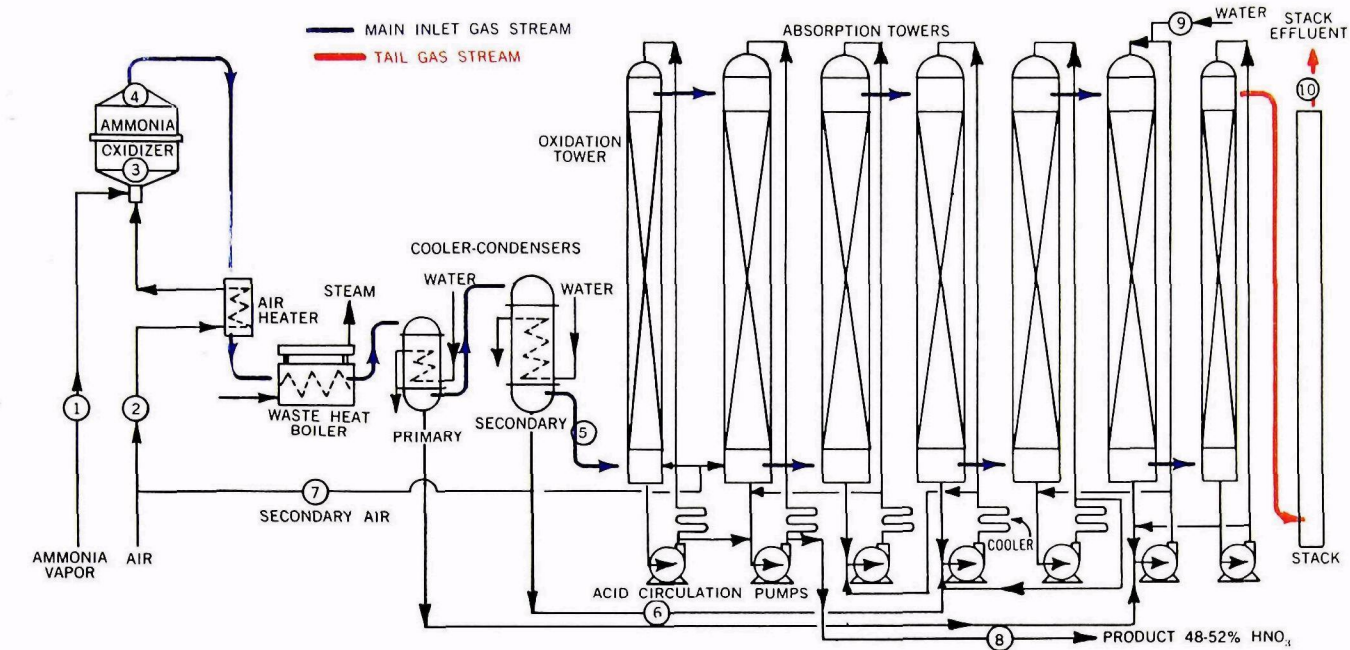 MAIN INLET GAS STREAM
TAIL GAS STREAM
ABSORPTION TOWERS
9
WATER
STACK
EFFLUENT
10
4
AMMONIA
CXIDIZER
3
OXIDATION
TOWER
COOLER-CONDENSERS
WATER
WATER
STEAM
AIR
HEATER
1
2
WASTE HEAT
BOILER
PRIMARY
SECONDARY
5
7
SECONDARY AIR
COOLER
AMMONIA
VAPOR
AIR
STACK
ACID CIRCULATION PUMPS
6
8
PRODUCT 48-52% HNO3